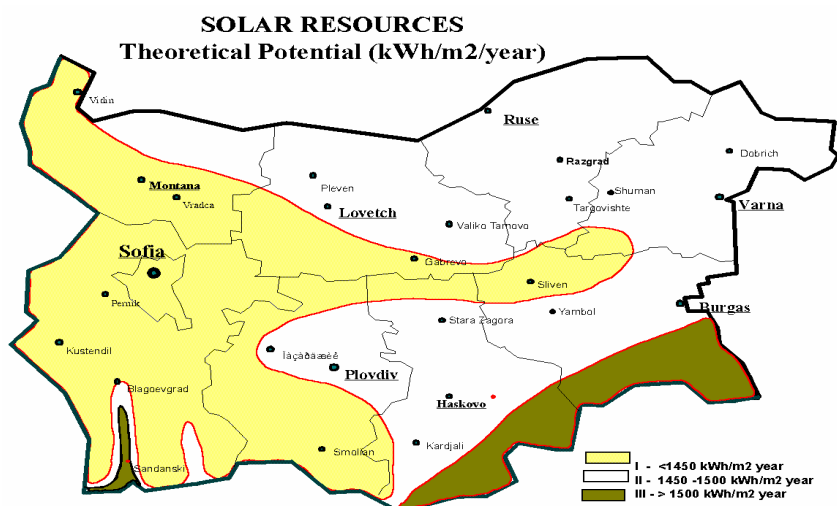 SOLAR RESOURCES
Theoretical Potential (kWh/m2/year)
Vidin
Ruse
Razgrad
Dobrich
Montana
Pleven
Shuman
Vradca
Lovetch
Targovishte
Varna
Valiko Tarnovo
Sofia
Gabrevo
Sliven
Pernik
Burgas
Stara Zagora
Yambol
Kustendil
Ïàçàðäæèê
Plovdiv
Blagoevgrad
Haskovo
Kardjali
Smolian
Sandanski
I - <1450 kWh/m2 year
II - 1450 -1500 kWh/m2 year
III - > 1500 kWh/m2 year